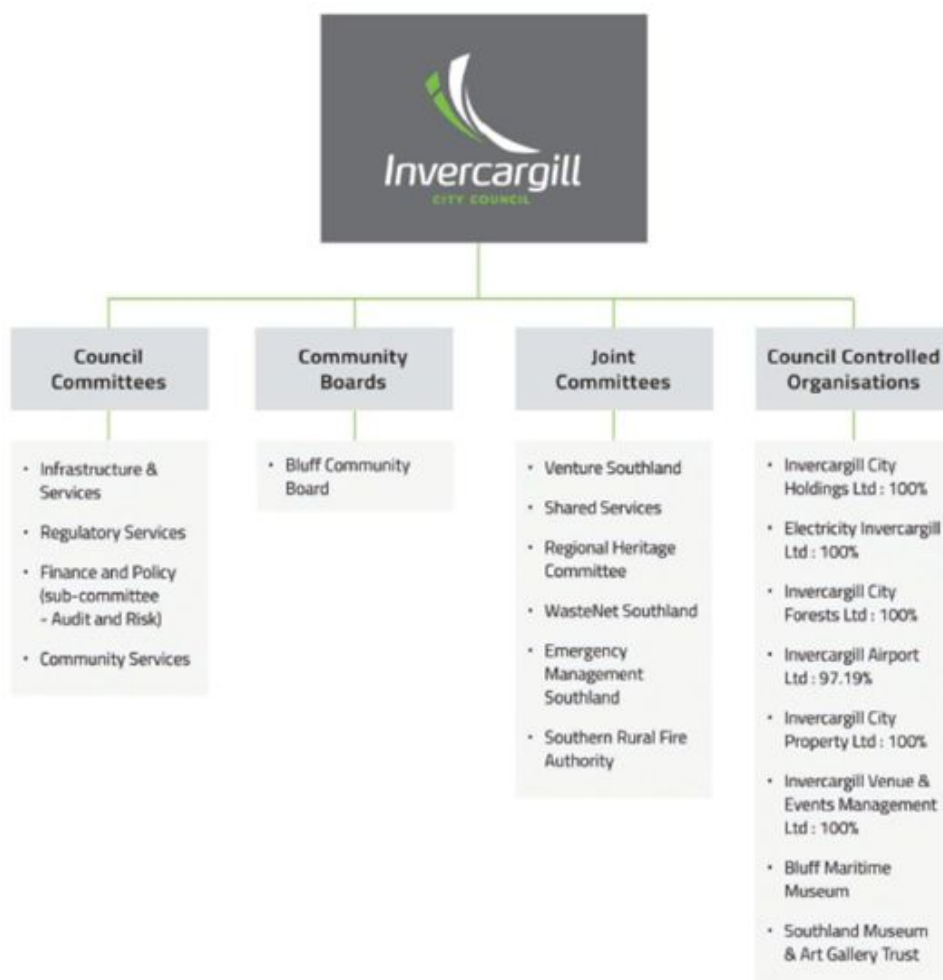 Invercargill
CITY COUNCIL
Council
Committees
• Infrastructure &
Services
• Regulatory Services
• Finance and Policy
(sub-committee
- Audit and Risk)
• Community Services
Community
Boards
• Bluff Community
Board
Joint
Committees
• Venture Southland
• Shared Services
• Regional Heritage
Committee
• WasteNet Southland
• Emergency
Management
Southland
• Southern Rural Fire
Authority
Council Controlled
Organisations
• Invercargill City
Holdings Ltd : 100%
• Electricity Invercargill
Ltd : 100%
• Invercargill City
Forests Ltd : 100%
• Invercargill Airport
Ltd : 97.19%
• Invercargill City
Property Ltd : 100%
• Invercargill Venue &
Events Management
Ltd : 100%
• Bluff Maritime
Museum
• Southland Museum
& Art Gallery Trust